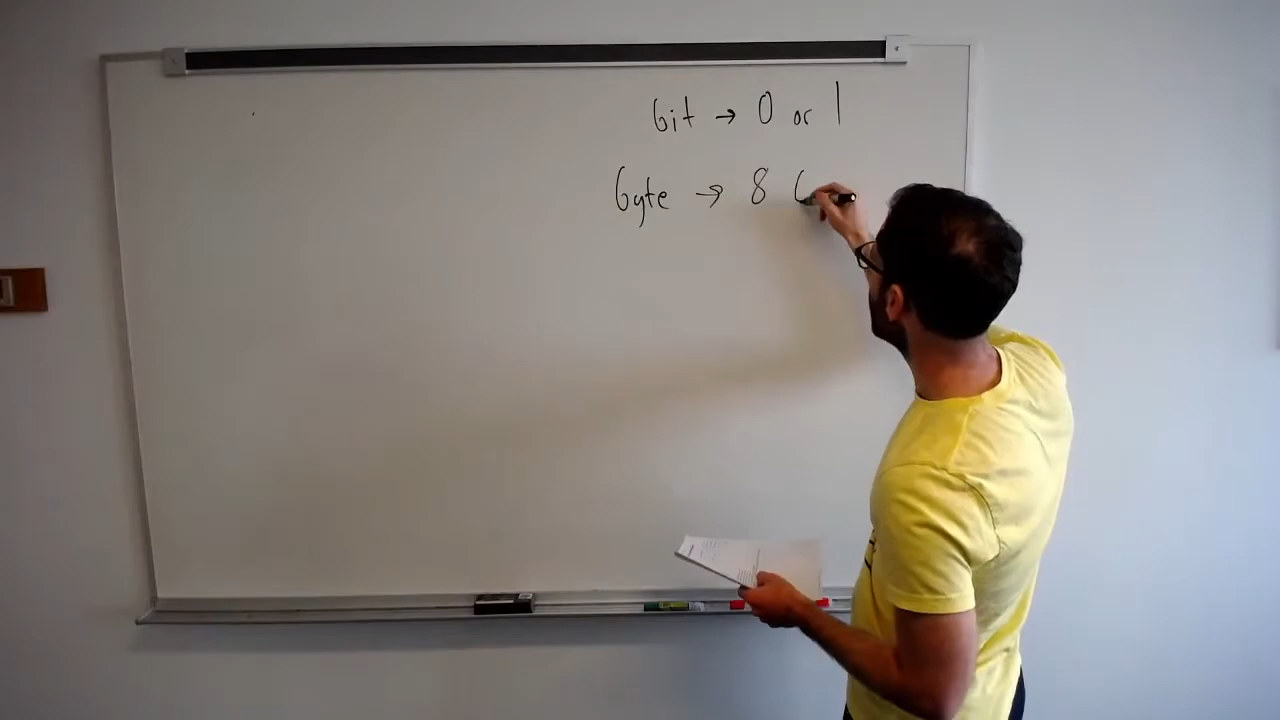 bit → 0 or 1
byte → 8